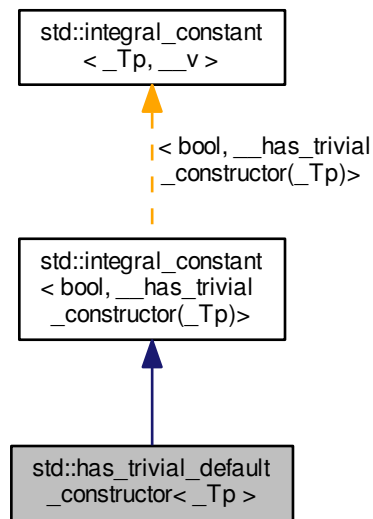 std::integral_constant
< _Tp, __v >
< bool, __has_trivial
_constructor(_Tp)>
std::integral_constant
< bool, __has_trivial
_constructor(_Tp)>
std::has_trivial_default
_constructor< _Tp >